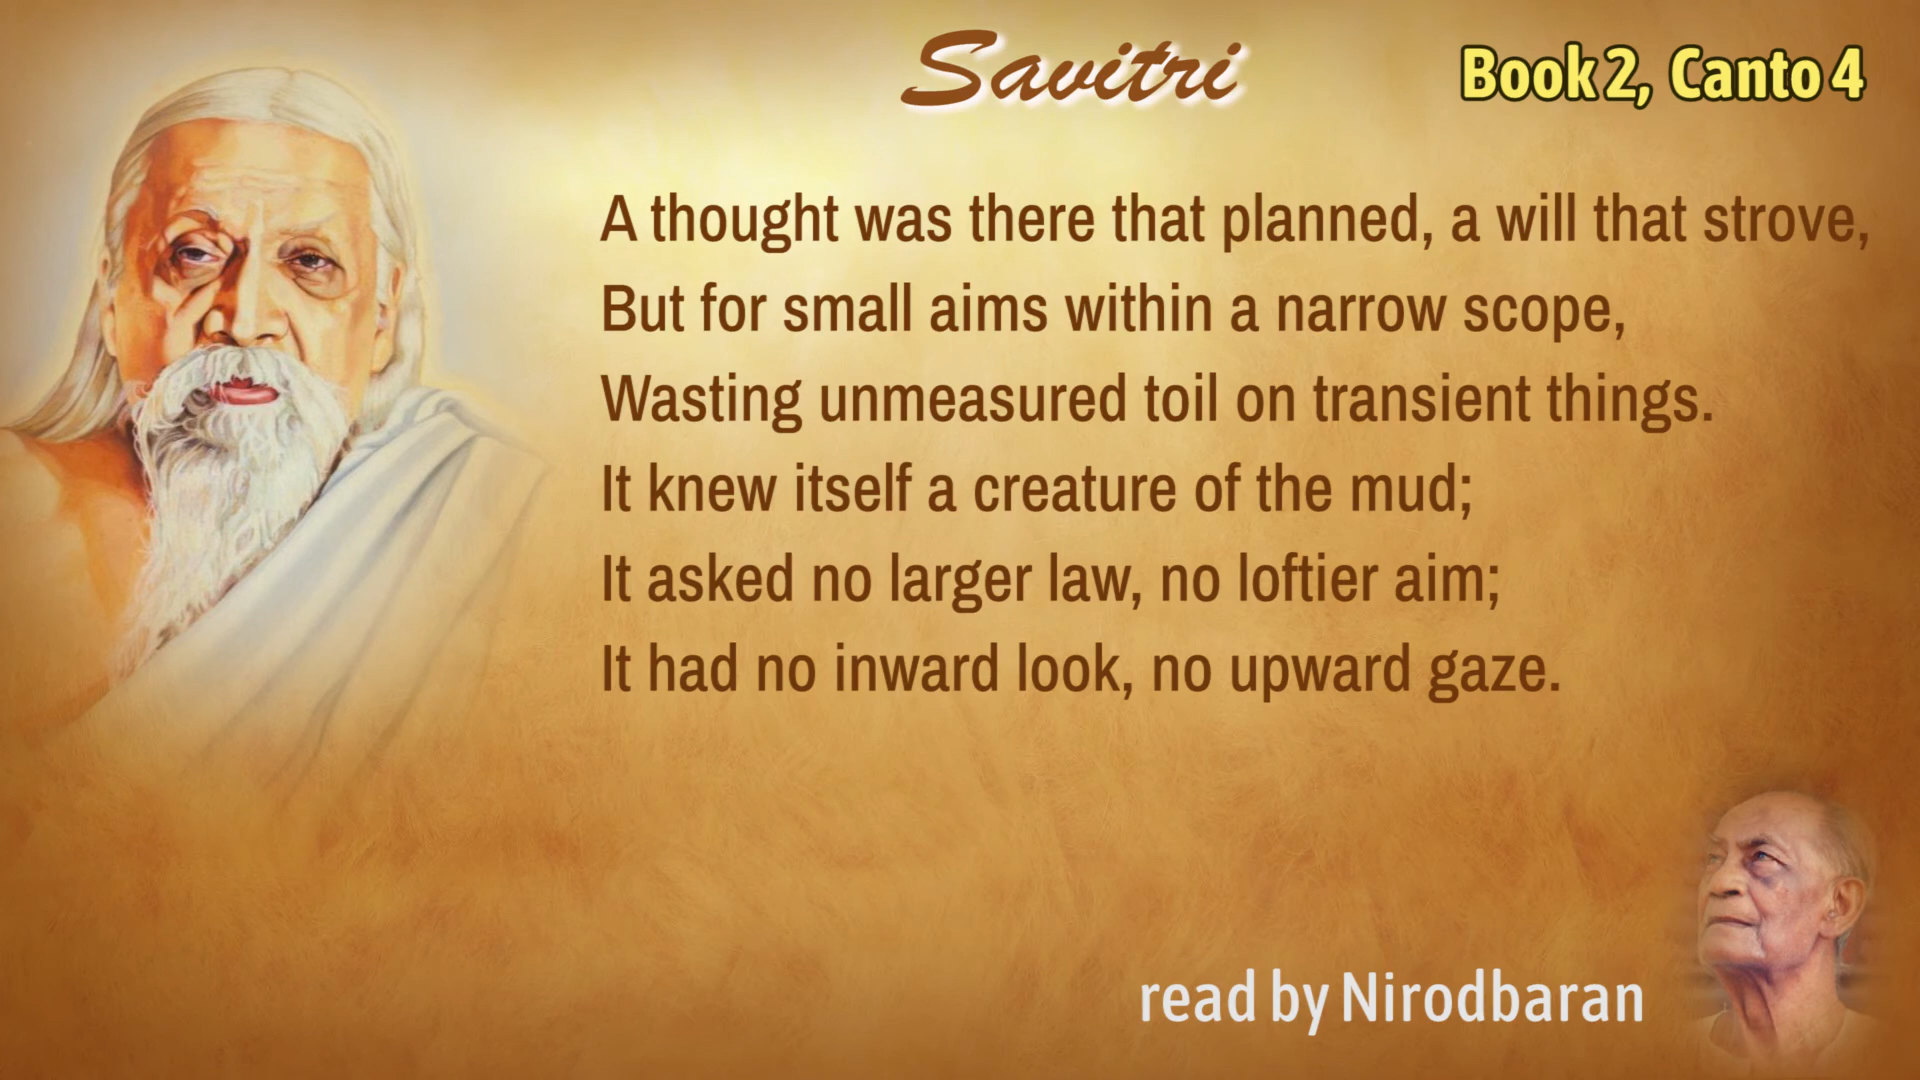 Savitri
Book 2, Canto 4
A thought was there that planned, a will that strove,
But for small aims within a narrow scope,
Wasting unmeasured toil on transient things.
It knew itself a creature of the mud;
It asked no larger law, no loftier aim;
It had no inward look, no upward gaze.
read by Nirodbaran